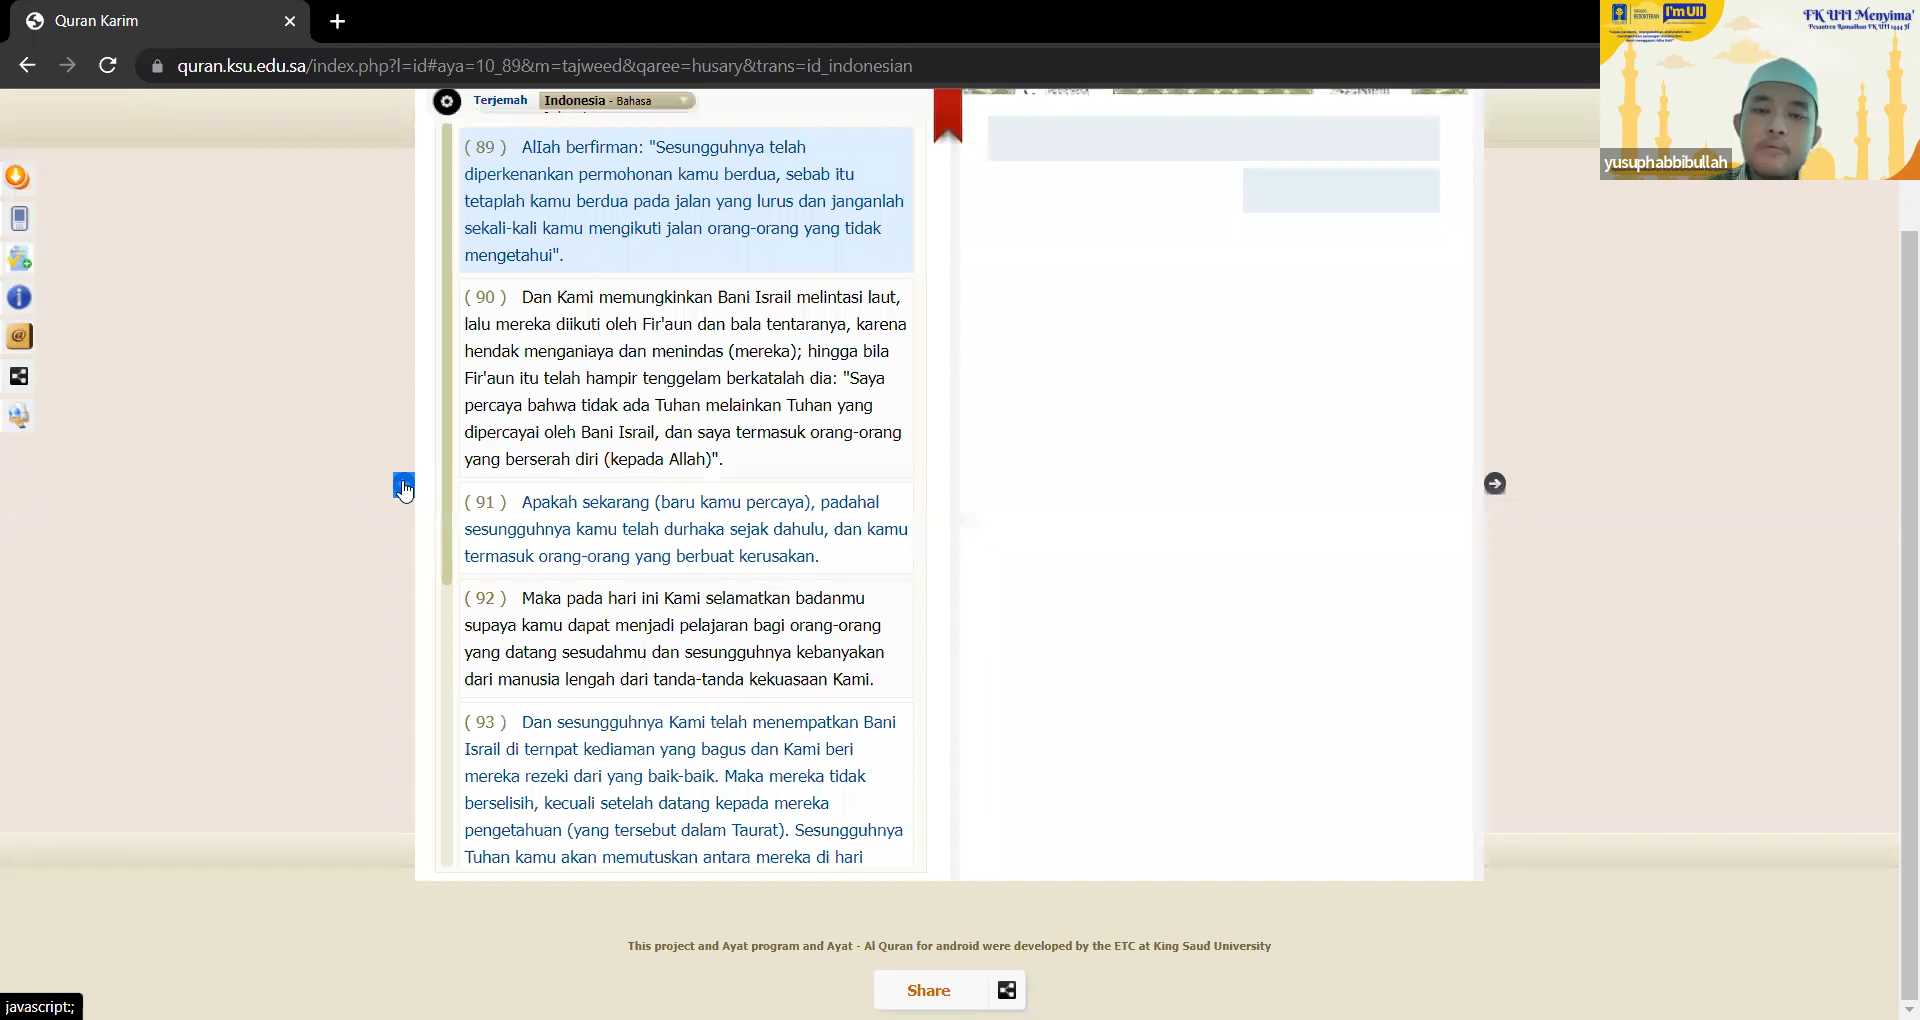 Quran Karim
quran.ksu.edu.sa/index.php?l=id#aya=10_89&m=tajweed&qaree=husary&trans=id_indonesian
FAKULTAS KEDOKTERAN
I'm UII
FK UII Menyima'
Pesantren Ramadhan FK UII 1444 H
yusuphabbibullah
Terjemah Indonesia - Bahasa
( 89 ) AlIah berfirman: "Sesungguhnya telah
diperkenankan permohonan kamu berdua, sebab itu
tetaplah kamu berdua pada jalan yang lurus dan janganlah
sekali-kali kamu mengikuti jalan orang-orang yang tidak
mengetahui".
( 90 ) Dan Kami memungkinkan Bani Israil melintasi laut,
lalu mereka diikuti oleh Fir'aun dan bala tentaranya, karena
hendak menganiaya dan menindas (mereka); hingga bila
Fir'aun itu telah hampir tenggelam berkatalah dia: "Saya
percaya bahwa tidak ada Tuhan melainkan Tuhan yang
dipercayai oleh Bani Israil, dan saya termasuk orang-orang
yang berserah diri (kepada Allah)".
( 91 ) Apakah sekarang (baru kamu percaya), padahal
sesungguhnya kamu telah durhaka sejak dahulu, dan kamu
termasuk orang-orang yang berbuat kerusakan.
( 92 ) Maka pada hari ini Kami selamatkan badanmu
supaya kamu dapat menjadi pelajaran bagi orang-orang
yang datang sesudahmu dan sesungguhnya kebanyakan
dari manusia lengah dari tanda-tanda kekuasaan Kami.
( 93 ) Dan sesungguhnya Kami telah menempatkan Bani
Israil di ternpat kediaman yang bagus dan Kami beri
mereka rezeki dari yang baik-baik. Maka mereka tidak
berselisih, kecuali setelah datang kepada mereka
pengetahuan (yang tersebut dalam Taurat). Sesungguhnya
Tuhan kamu akan memutuskan antara mereka di hari
This project and Ayat program and Ayat - Al Quran for android were developed by the ETC at King Saud University
Share
javascript:;